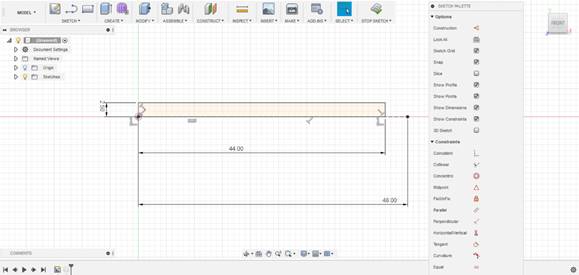 MODEL
SKETCH
CREATE
MODIFY
ASSEMBLE
CONSTRUCT
INSPECT
INSERT
MAKE
ADD-INS
SELECT
STOP SKETCH
BROWSER
Document Settings
Named Views
Origin
Sketches
44.00
48.00
COMMENTS
SKETCH PALETTE
Options
Construction
Look At
Sketch Grid
Snap
Slice
Show Profile
Show Points
Show Dimensions
Show Constraints
3D Sketch
Constraints
Coincident
Collinear
Concentric
Midpoint
Fix/UnFix
Parallel
Perpendicular
Horizontal/Vertical
Tangent
Curvature
Equal
FRONT